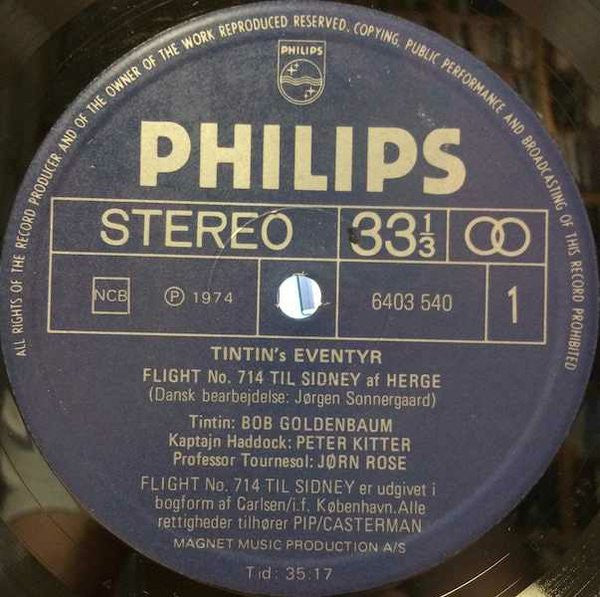 ALL RIGHTS OF THE RECORD PRODUCER AND OF THE OWNER OF THE WORK REPRODUCED RESERVED. COPYING, PUBLIC PERFORMANCE AND BROADCASTING OF THIS RECORD PROHIBITED
PHILIPS
PHILIPS
STEREO 33 1/3
NCB ℗ 1974 6403 540 1
TINTIN's EVENTYR
FLIGHT No. 714 TIL SIDNEY af HERGE
(Dansk bearbejdelse: Jørgen Sonnergaard)
Tintin: BOB GOLDENBAUM
Kaptajn Haddock: PETER KITTER
Professor Tournesol: JØRN ROSE
FLIGHT No. 714 TIL SIDNEY er udgivet i
bogform af Carlsen/i.f. København. Alle
rettigheder tilhører PIP/CASTERMAN
MAGNET MUSIC PRODUCTION A/S
Tid: 35:17